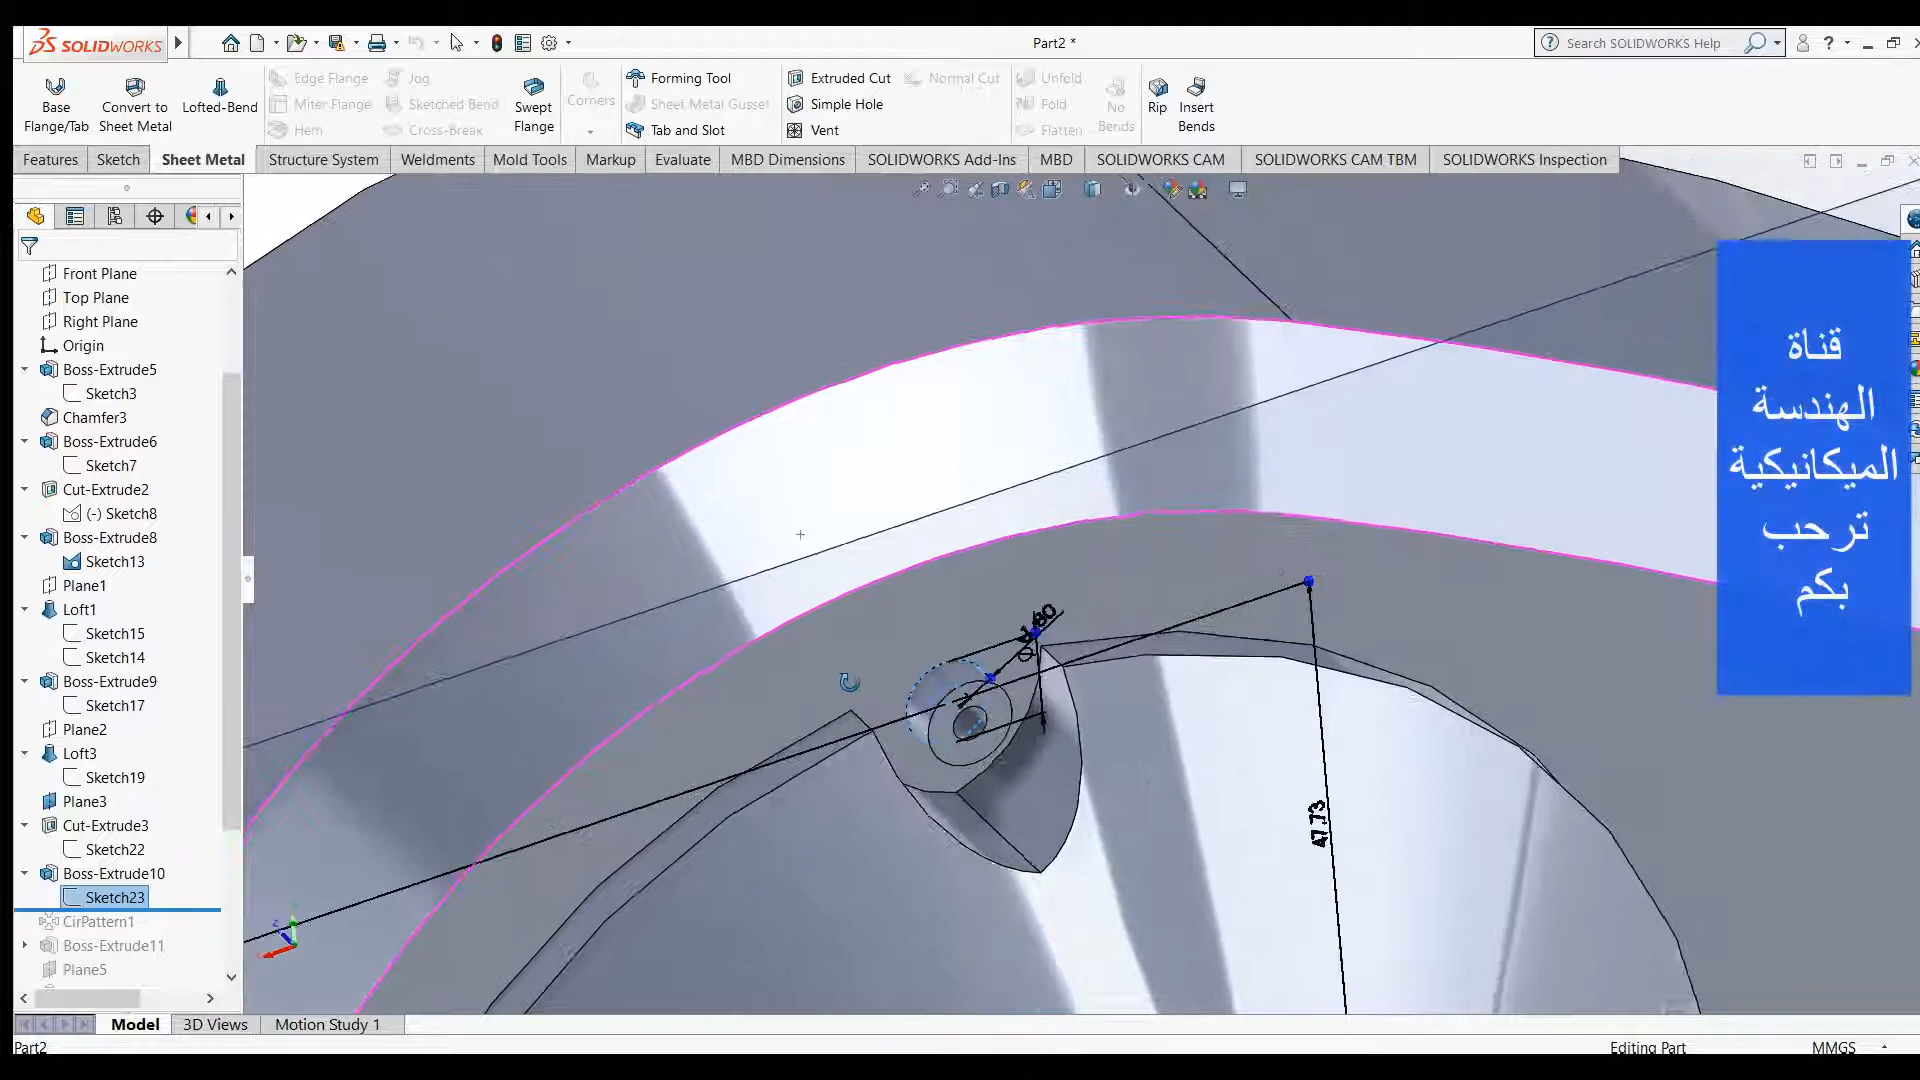 SOLIDWORKS
Part2 *
Search SOLIDWORKS Help
Base Flange/Tab
Convert to Sheet Metal
Lofted-Bend
Edge Flange
Miter Flange
Hem
Jog
Sketched Bend
Cross-Break
Swept Flange
Corners
Forming Tool
Sheet Metal Gusset
Tab and Slot
Extruded Cut
Simple Hole
Vent
Normal Cut
Unfold
Fold
Flatten
No Bends
Rip
Insert Bends
Features
Sketch
Sheet Metal
Structure System
Weldments
Mold Tools
Markup
Evaluate
MBD Dimensions
SOLIDWORKS Add-Ins
MBD
SOLIDWORKS CAM
SOLIDWORKS CAM TBM
SOLIDWORKS Inspection
Front Plane
Top Plane
Right Plane
Origin
Boss-Extrude5
Sketch3
Chamfer3
Boss-Extrude6
Sketch7
Cut-Extrude2
(-) Sketch8
Boss-Extrude8
Sketch13
Plane1
Loft1
Sketch15
Sketch14
Boss-Extrude9
Sketch17
Plane2
Loft3
Sketch19
Plane3
Cut-Extrude3
Sketch22
Boss-Extrude10
Sketch23
CirPattern1
Boss-Extrude11
Plane5
47.73
قناة
الهندسة
الميكانيكية
ترحب
بكم
Model
3D Views
Motion Study 1
Part2
Editing Part
MMGS